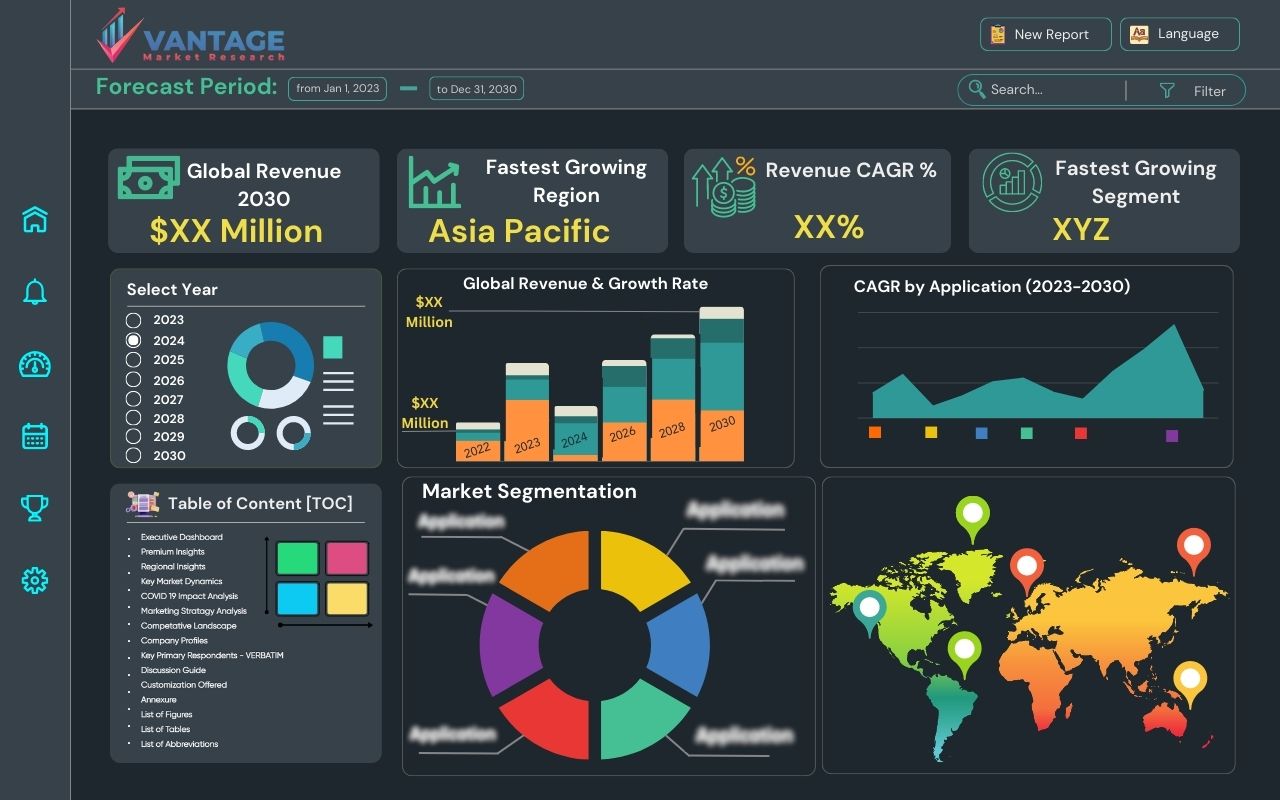 VANTAGE
Market Research
New Report
Aa
Language
Forecast Period:
from Jan 1, 2023
to Dec 31, 2030
Search...
Filter
Global Revenue
2030
$XX Million
Fastest Growing
Region
Asia Pacific
%
Revenue CAGR %
XX%
Fastest Growing
Segment
XYZ
Select Year
2023
2024
2025
2026
2027
2028
2029
2030
Global Revenue & Growth Rate
$XX
Million
$XX
Million
2022
2023
2024
2026
2028
2030
CAGR by Application (2023-2030)
Table of Content [TOC]
Executive Dashboard
Premium Insights
Regional Insights
Key Market Dynamics
COVID 19 Impact Analysis
Marketing Stratagy Analysis
Competative Landscape
Company Profiles
Key Primary Respondents - VERBATIM
Discussion Guide
Customization Offered
Annexure
List of Figures
List of Tables
List of Abbreviations
Market Segmentation
Application
Application
Application
Application
Application
Application